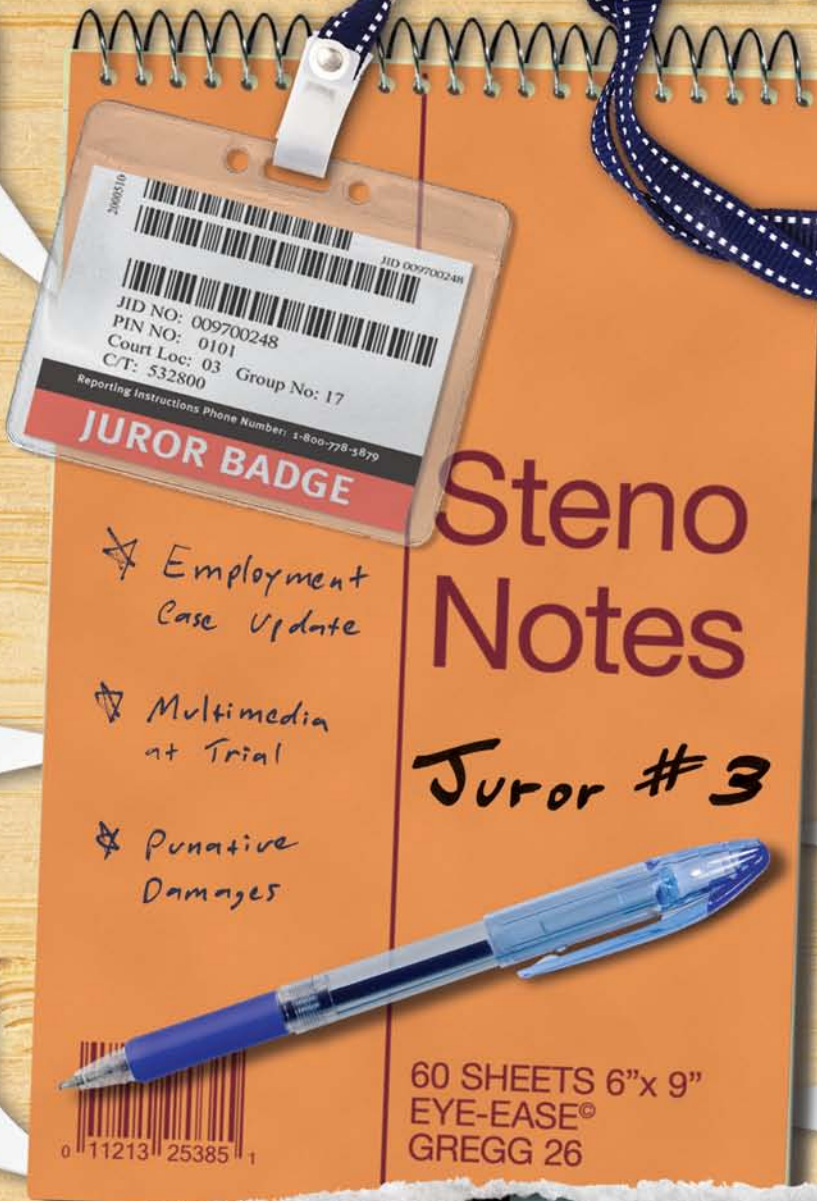 2000510
JID 009700248
JID NO: 009700248
PIN NO: 0101
Court Loc: 03 Group No: 17
C/T: 532800
Reporting Instructions Phone Number: 1-800-778-5879
JUROR BADGE
Steno
Notes
Juror #3
Employment
Case Update
Multimedia
at Trial
Punative
Damages
60 SHEETS 6”x 9”
EYE-EASE©
GREGG 26
0 11213 25385 1